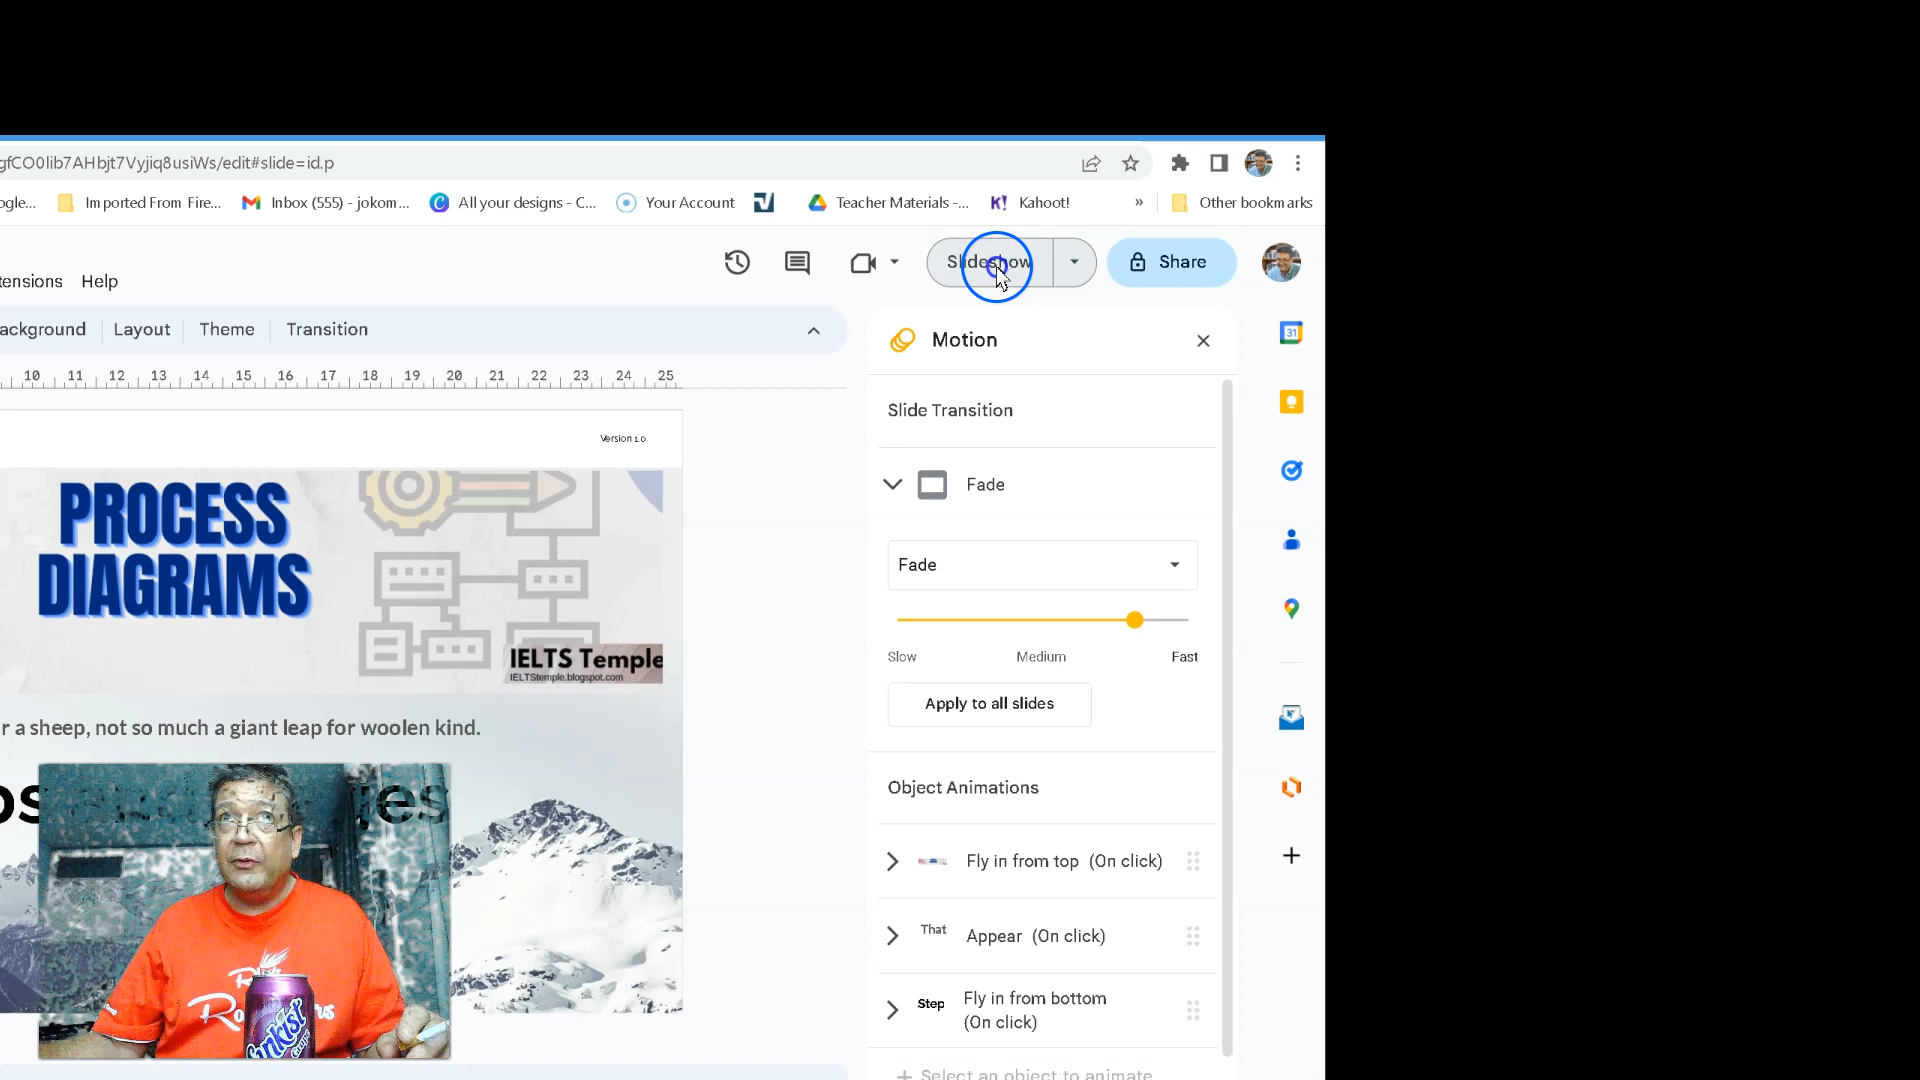 gfCO0lib7AHbjt7Vyjiq8usiWs/edit#slide=id.p
ogle...
Imported From Fire...
Inbox (555) - jokom...
All your designs - C...
Your Account
Teacher Materials -...
K! Kahoot!
»
Other bookmarks
tensions Help
Slideshow
Share
ackground Layout Theme Transition
10 11 12 13 14 15 16 17 18 19 20 21 22 23 24 25
Motion
31
Slide Transition
Version 1.0
PROCESS
DIAGRAMS
IELTS Temple
IELTStemple.blogspot.com
Fade
Fade
Slow Medium Fast
Apply to all slides
r a sheep, not so much a giant leap for woolen kind.
Object Animations
Fly in from top (On click)
That
Appear (On click)
Step
Fly in from bottom
(On click)
+ Select an object to animate